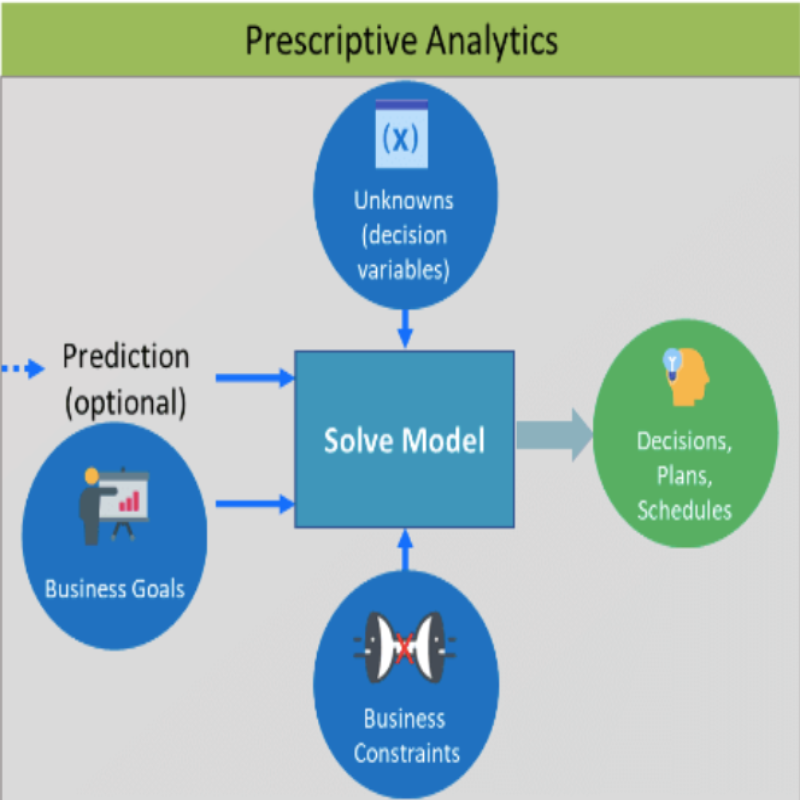 Prescriptive Analytics
(x)
Unknowns
(decision
variables)
Prediction
(optional)
Solve Model
Decisions,
Plans,
Schedules
Business Goals
Business
Constraints